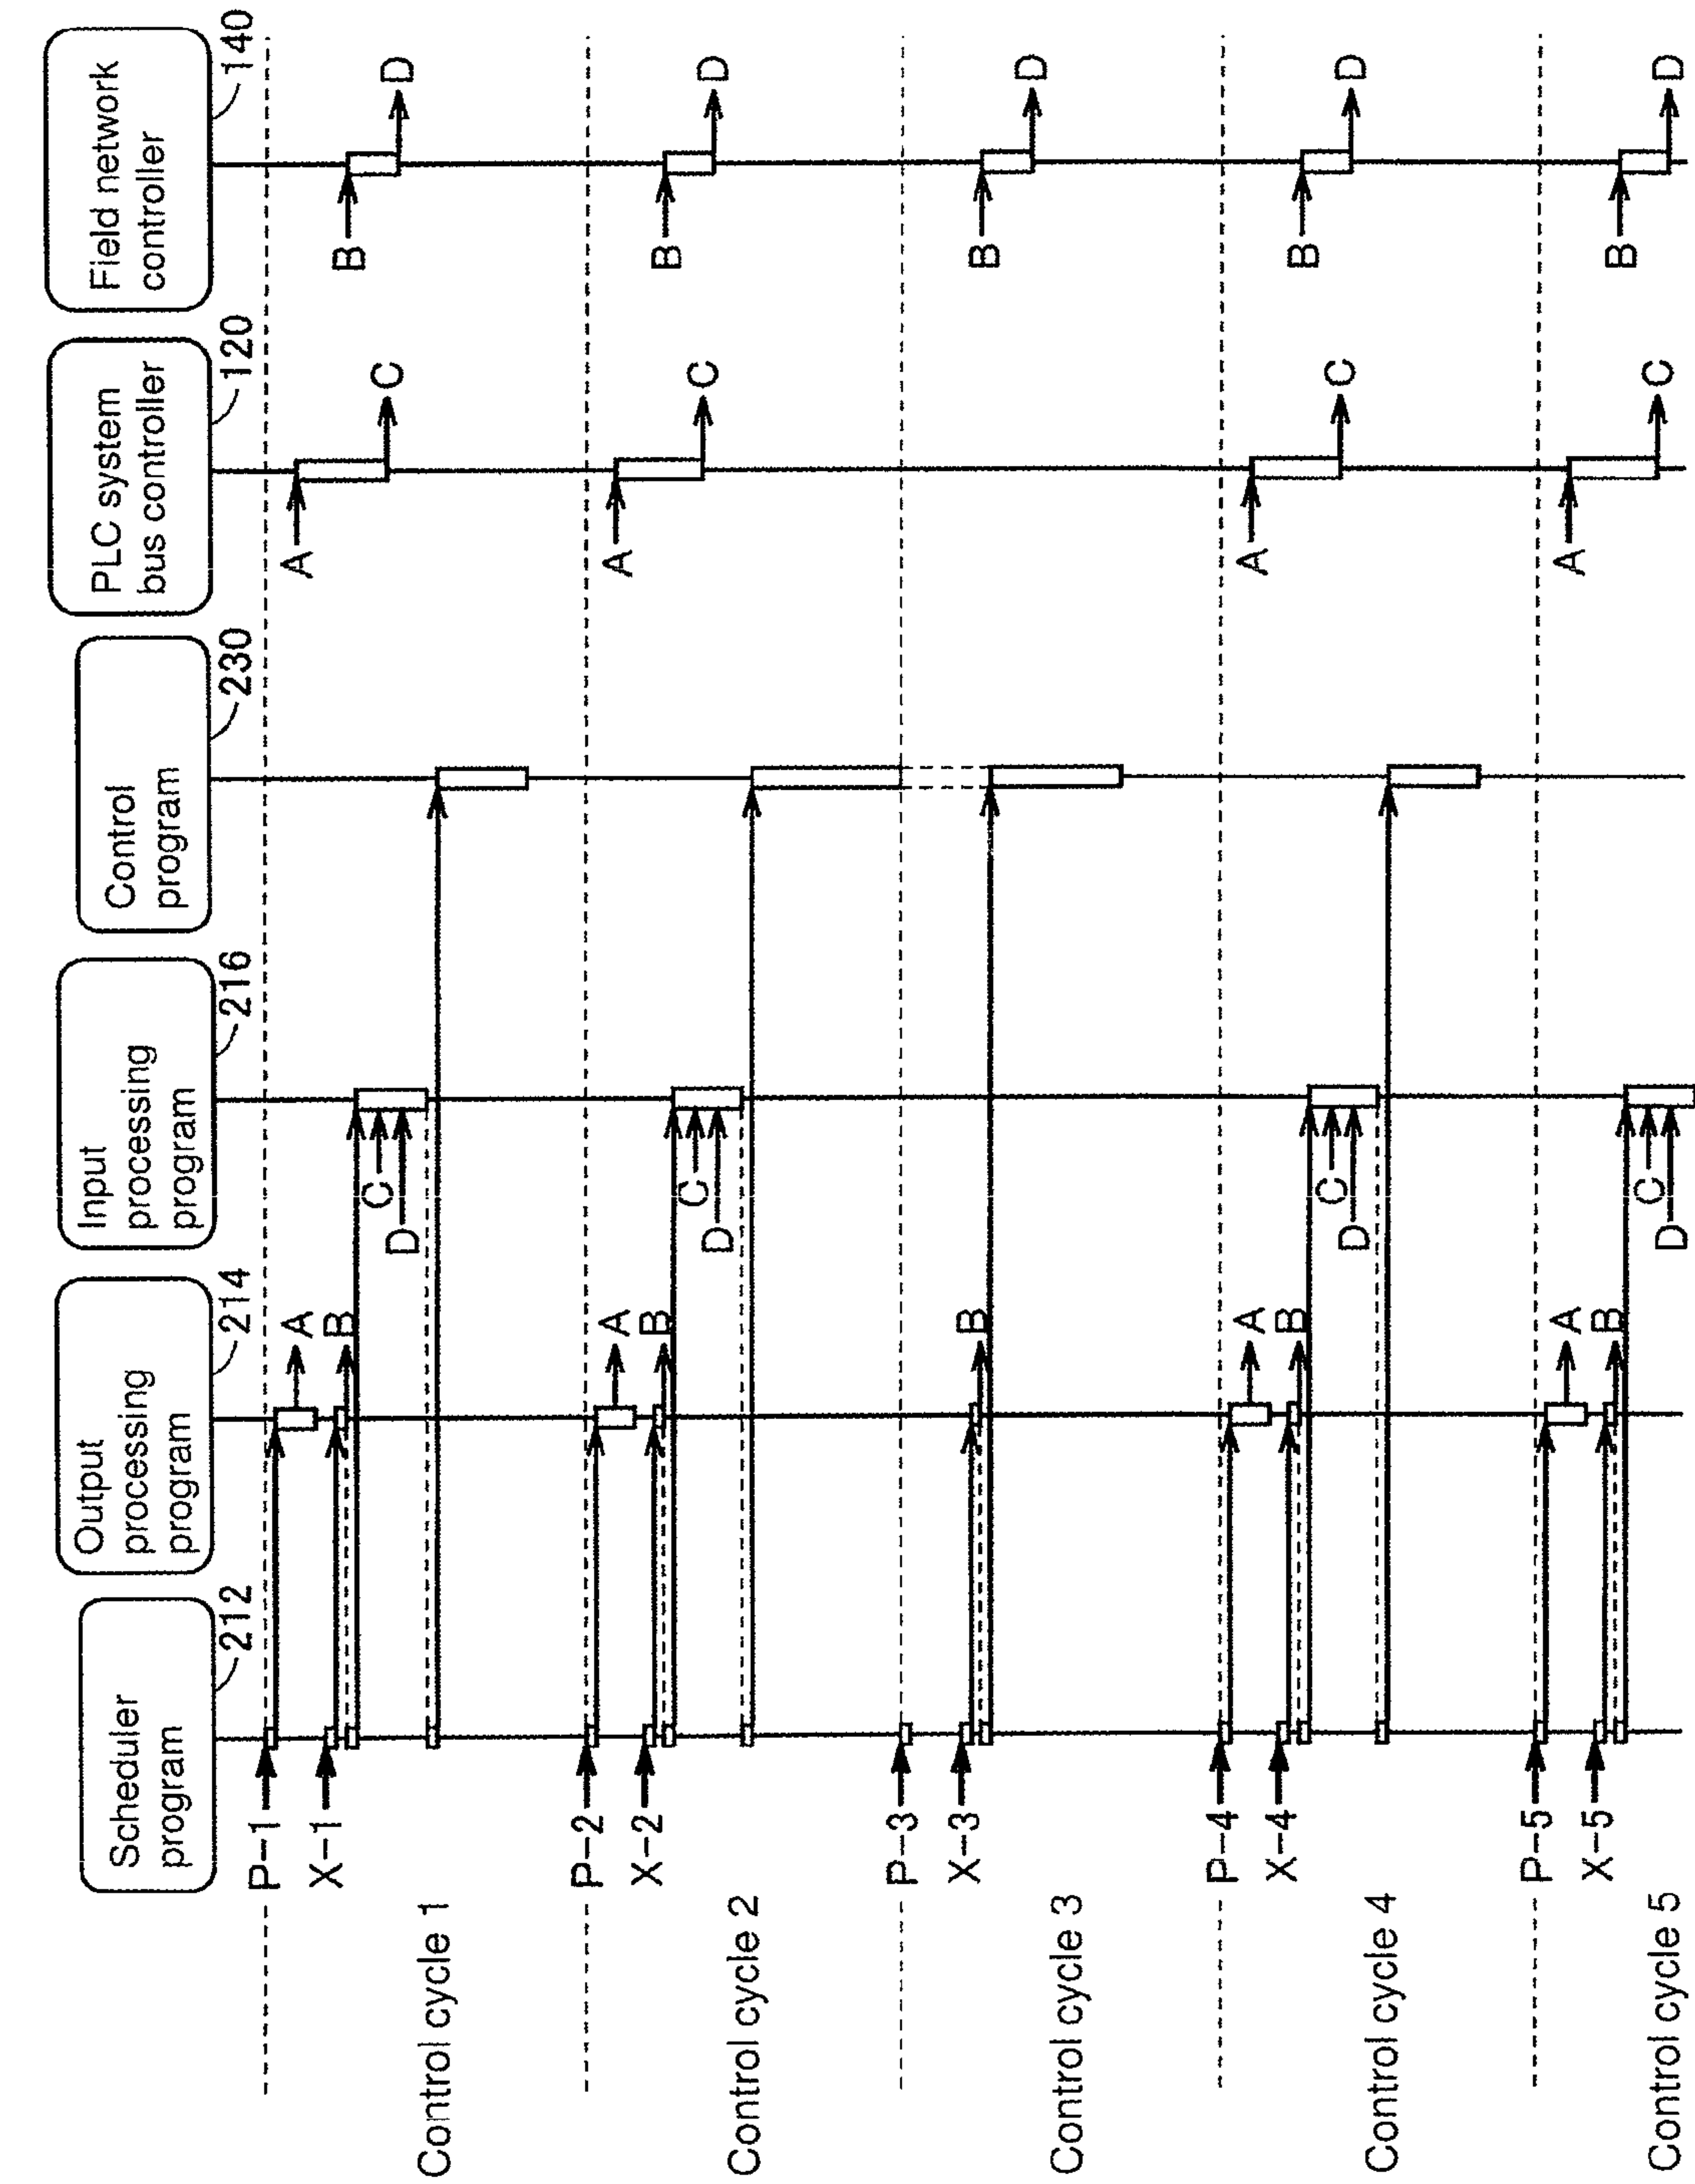 Scheduler
program
212
Output
processing
program
214
Input
processing
program
216
Control
program
230
PLC system
bus controller
120
Field network
controller
140
P-1
X-1
A
B
C
D
A
C
B
D
Control cycle 1
P-2
X-2
A
B
C
D
A
C
B
D
Control cycle 2
P-3
X-3
B
B
D
Control cycle 3
P-4
X-4
A
B
C
D
A
C
B
D
Control cycle 4
P-5
X-5
A
B
C
D
A
C
B
D
Control cycle 5